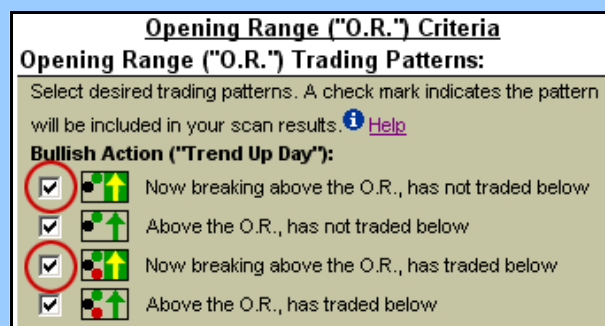 Opening Range ("O.R.") Criteria
Opening Range ("O.R.") Trading Patterns:
Select desired trading patterns. A check mark indicates the pattern
will be included in your scan results. Help
Bullish Action ("Trend Up Day"):
Now breaking above the O.R., has not traded below
Above the O.R., has not traded below
Now breaking above the O.R., has traded below
Above the O.R., has traded below